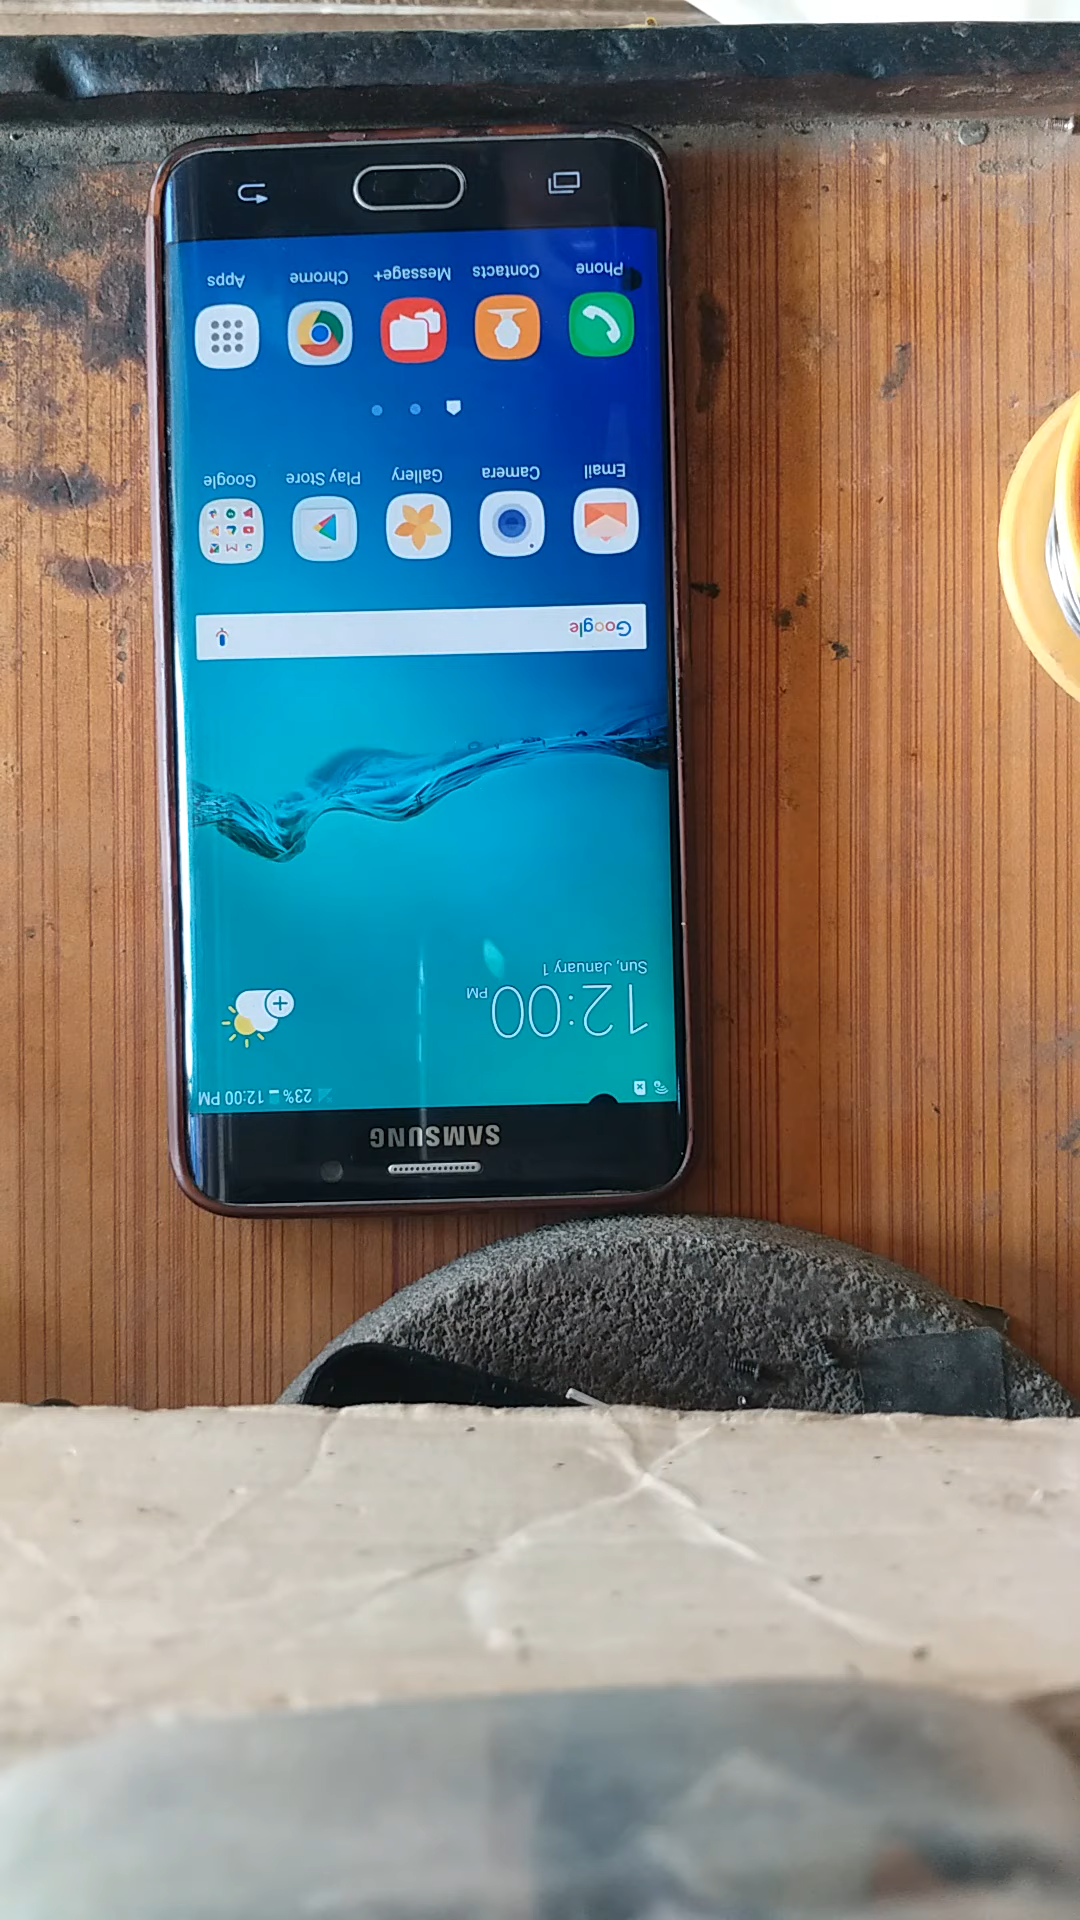 SAMSUNG
23% 12:00 PM
12:00 PM
Sun, January 1
Google
Email Camera Gallery Play Store Google
Phone Contacts Message+ Chrome Apps